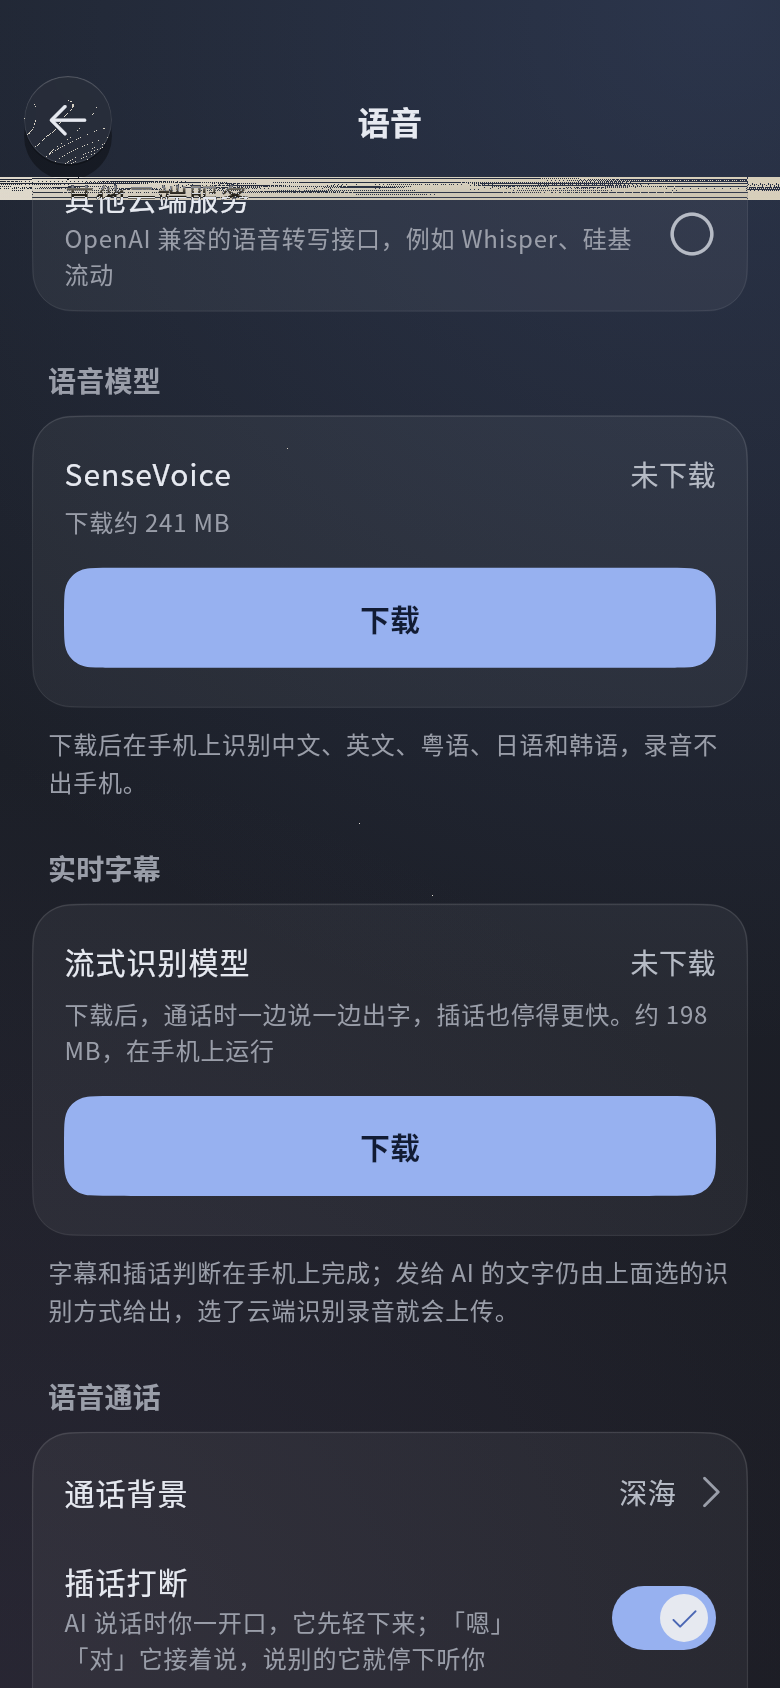 语音
其他云端服务
OpenAI 兼容的语音转写接口，例如 Whisper、硅基
流动
语音模型
SenseVoice
未下载
下载约 241 MB
下载
下载后在手机上识别中文、英文、粤语、日语和韩语，录音不
出手机。
实时字幕
流式识别模型
未下载
下载后，通话时一边说一边出字，插话也停得更快。约 198
MB，在手机上运行
下载
字幕和插话判断在手机上完成；发给 AI 的文字仍由上面选的识
别方式给出，选了云端识别录音就会上传。
语音通话
通话背景
深海
插话打断
AI 说话时你一开口，它先轻下来；「嗯」
「对」它接着说，说别的它就停下听你